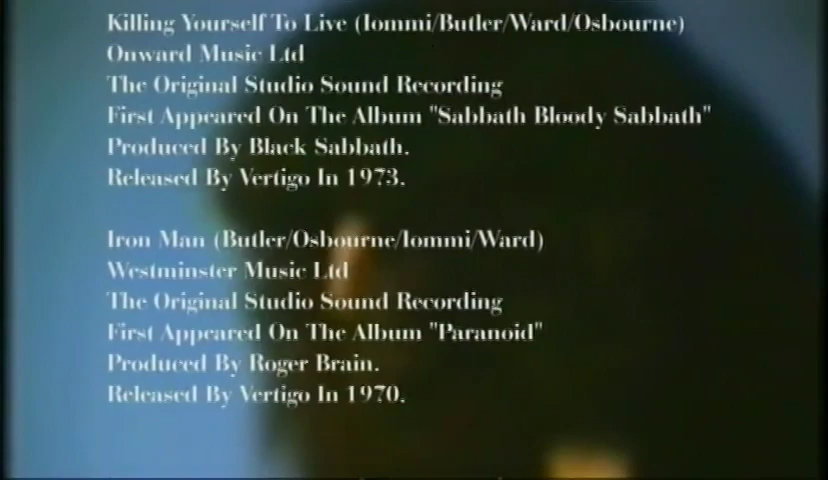 Killing Yourself To Live (Iommi/Butler/Ward/Osbourne)
Onward Music Ltd
The Original Studio Sound Recording
First Appeared On The Album "Sabbath Bloody Sabbath"
Produced By Black Sabbath.
Released By Vertigo In 1973.
Iron Man (Butler/Osbourne/Iommi/Ward)
Westminster Music Ltd
The Original Studio Sound Recording
First Appeared On The Album "Paranoid"
Produced By Roger Brain.
Released By Vertigo In 1970.